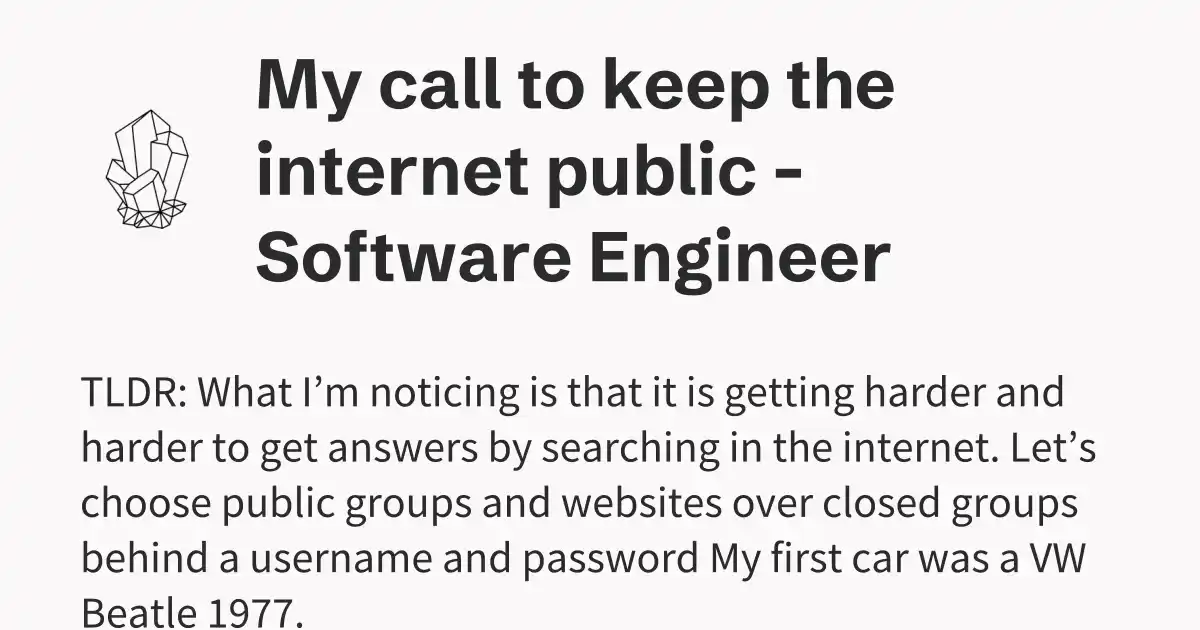 My call to keep the
internet public -
Software Engineer
TLDR: What I’m noticing is that it is getting harder and
harder to get answers by searching in the internet. Let’s
choose public groups and websites over closed groups
behind a username and password My first car was a VW
Beatle 1977.